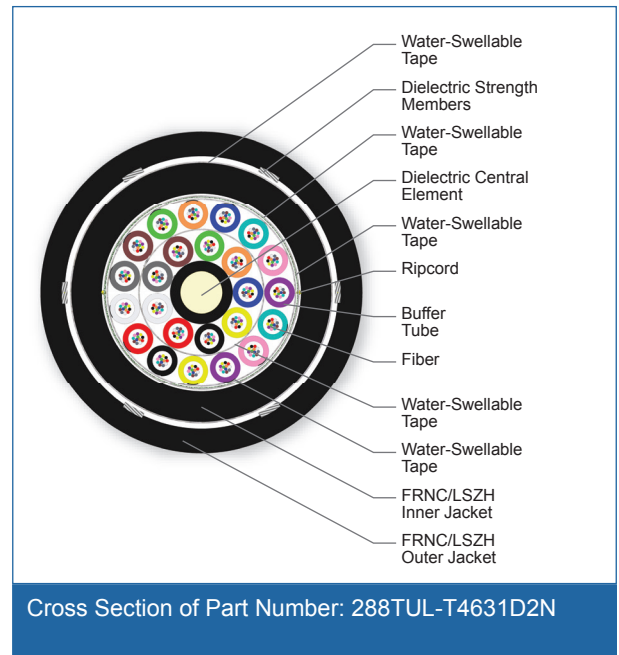 Water-Swellable
Tape
Dielectric Strength
Members
Water-Swellable
Tape
Dielectric Central
Element
Water-Swellable
Tape
Ripcord
Buffer
Tube
Fiber
Water-Swellable
Tape
Water-Swellable
Tape
FRNC/LSZH
Inner Jacket
FRNC/LSZH
Outer Jacket
Cross Section of Part Number: 288TUL-T4631D2N